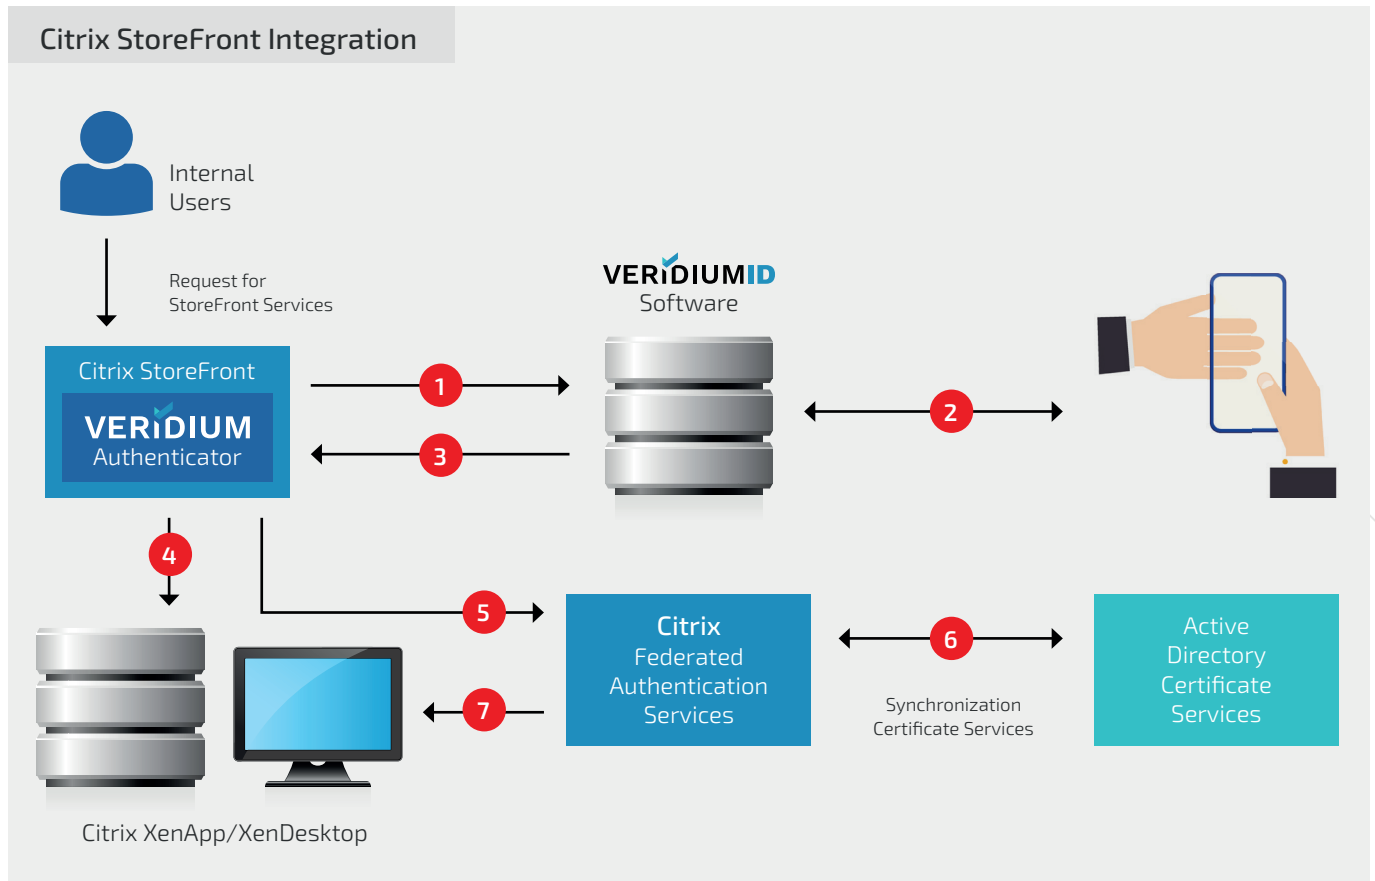 Citrix StoreFront Integration
Internal
Users
Request for
StoreFront Services
VERIDIUMID
Software
Citrix StoreFront
VERIDIUM
Authenticator
1
2
3
4
5
Citrix
Federated
Authentication
Services
6
Synchronization
Certificate Services
Active
Directory
Certificate
Services
7
Citrix XenApp/XenDesktop